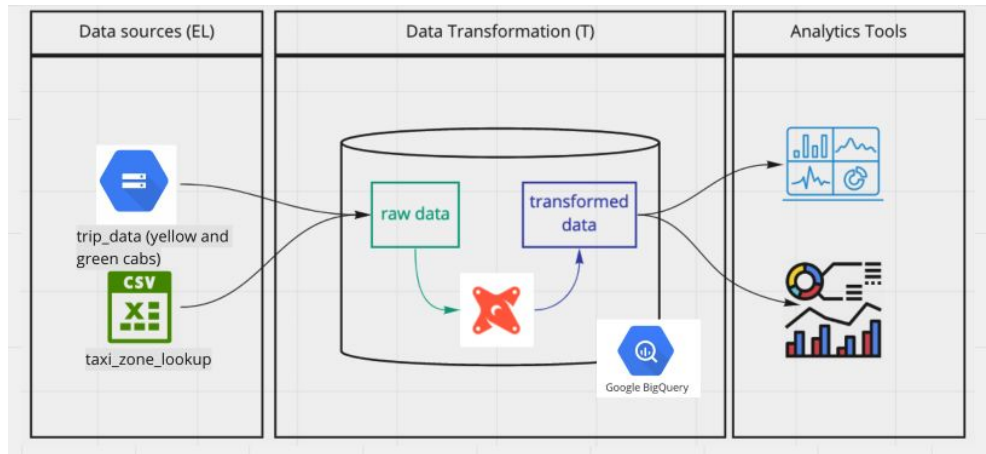 Data sources (EL)
Data Transformation (T)
Analytics Tools
trip_data (yellow and
green cabs)
CSV
X
taxi_zone_lookup
raw data
transformed
data
Google BigQuery